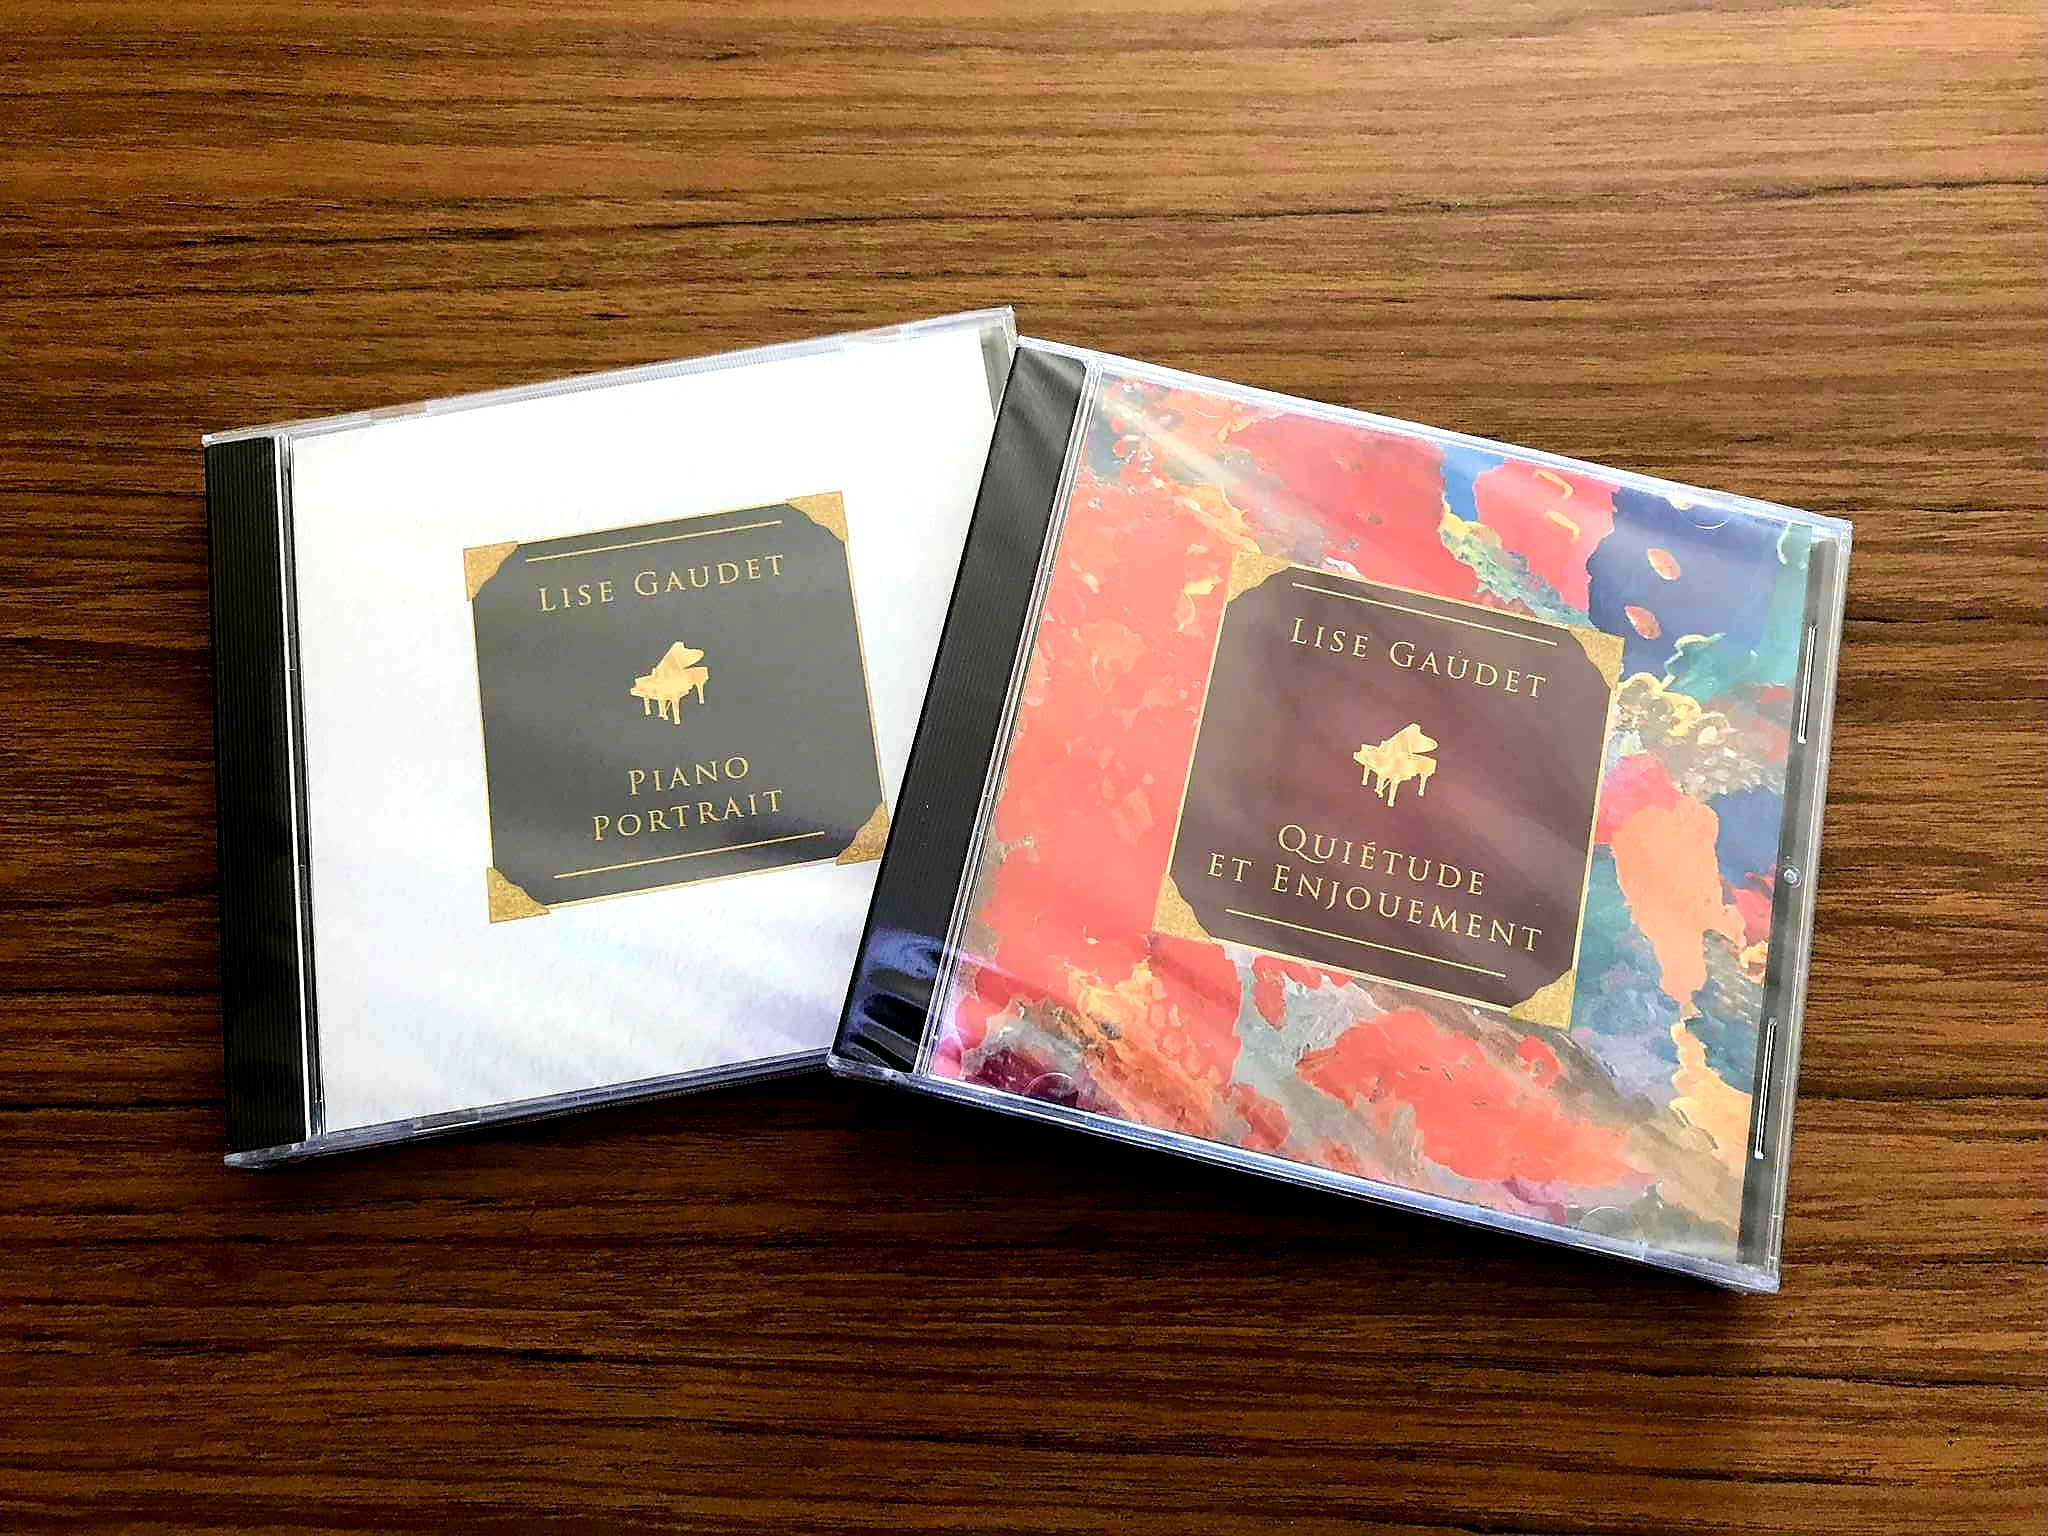 Lise Gaudet
Piano
Portrait
Lise Gaudet
Quiétude
et Enjouement